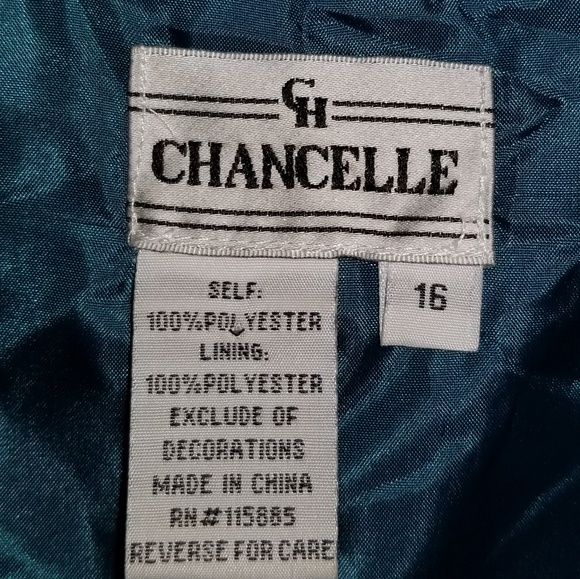 CH
CHANCELLE
16
SELF:
100%POLYESTER
LINING:
100%POLYESTER
EXCLUDE OF
DECORATIONS
MADE IN CHINA
RN#115885
REVERSE FOR CARE